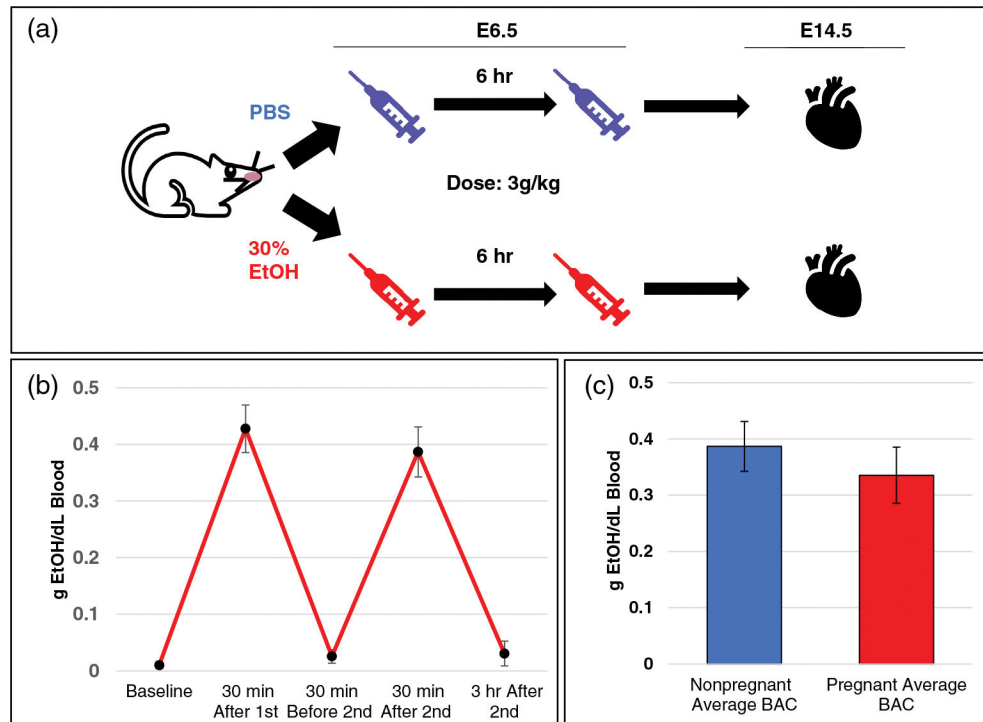 (a)
E6.5
E14.5
PBS
6 hr
Dose: 3g/kg
30%
EtOH
6 hr
(b)
g EtOH/dL Blood
0.5
0.4
0.3
0.2
0.1
0
Baseline
30 min
After 1st
30 min
Before 2nd
30 min
After 2nd
3 hr After
2nd
(c)
g EtOH/dL Blood
0.5
0.4
0.3
0.2
0.1
0
Nonpregnant
Average BAC
Pregnant Average
BAC